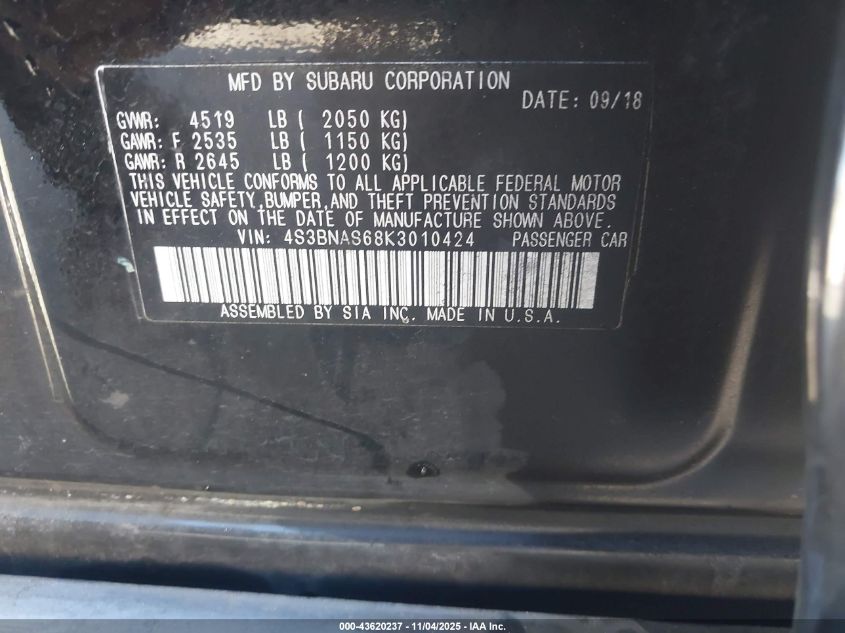 MFD BY SUBARU CORPORATION
DATE: 09/18
GVWR: 4519 LB ( 2050 KG)
GAWR: F 2535 LB ( 1150 KG)
GAWR: R 2645 LB ( 1200 KG)
THIS VEHICLE CONFORMS TO ALL APPLICABLE FEDERAL MOTOR
VEHICLE SAFETY, BUMPER, AND THEFT PREVENTION STANDARDS
IN EFFECT ON THE DATE OF MANUFACTURE SHOWN ABOVE.
VIN: 4S3BNAS68K3010424 PASSENGER CAR
ASSEMBLED BY SIA INC. MADE IN U.S.A.
000-43620237 - 11/04/2025 - IAA Inc.